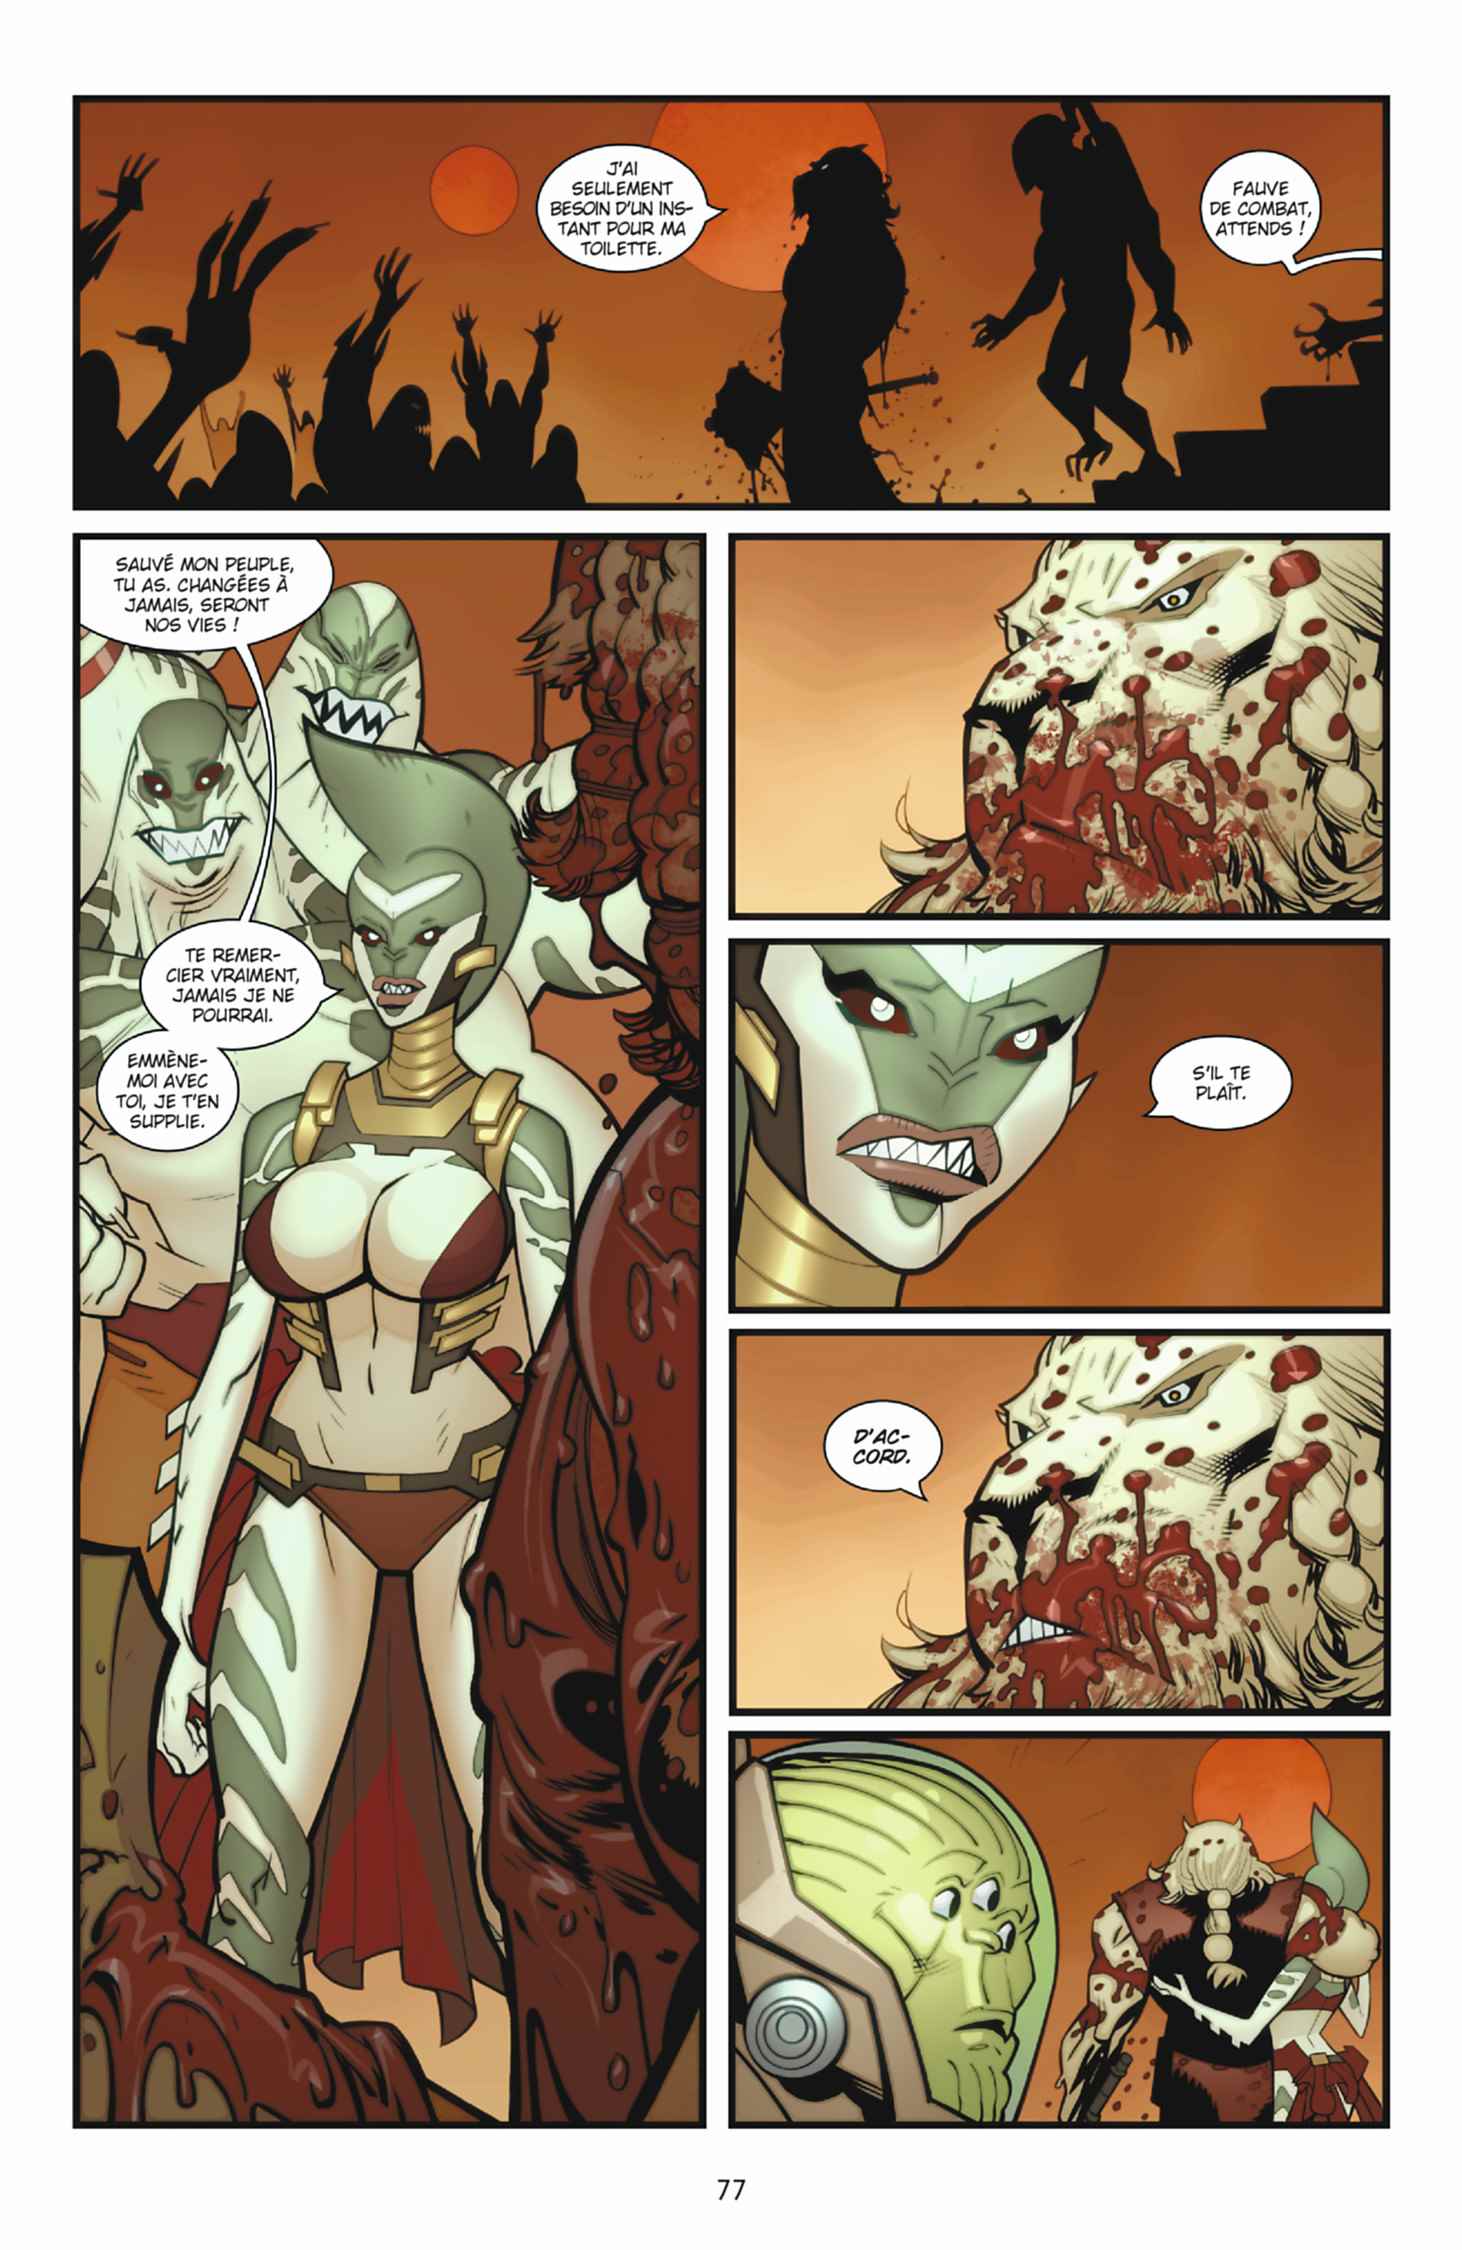 J'AI
SEULEMENT
BESOIN D'UN INS-
TANT POUR MA
TOILETTE.
FAUVE
DE COMBAT,
ATTENDS !
SAUVÉ MON PEUPLE,
TU AS. CHANGÉES À
JAMAIS, SERONT
NOS VIES !
TE REMER-
CIER VRAIMENT,
JAMAIS JE NE
POURRAI.
EMMÈNE-
MOI AVEC
TOI, JE T'EN
SUPPLIE.
S'IL TE
PLAÎT.
D'AC-
CORD.
77